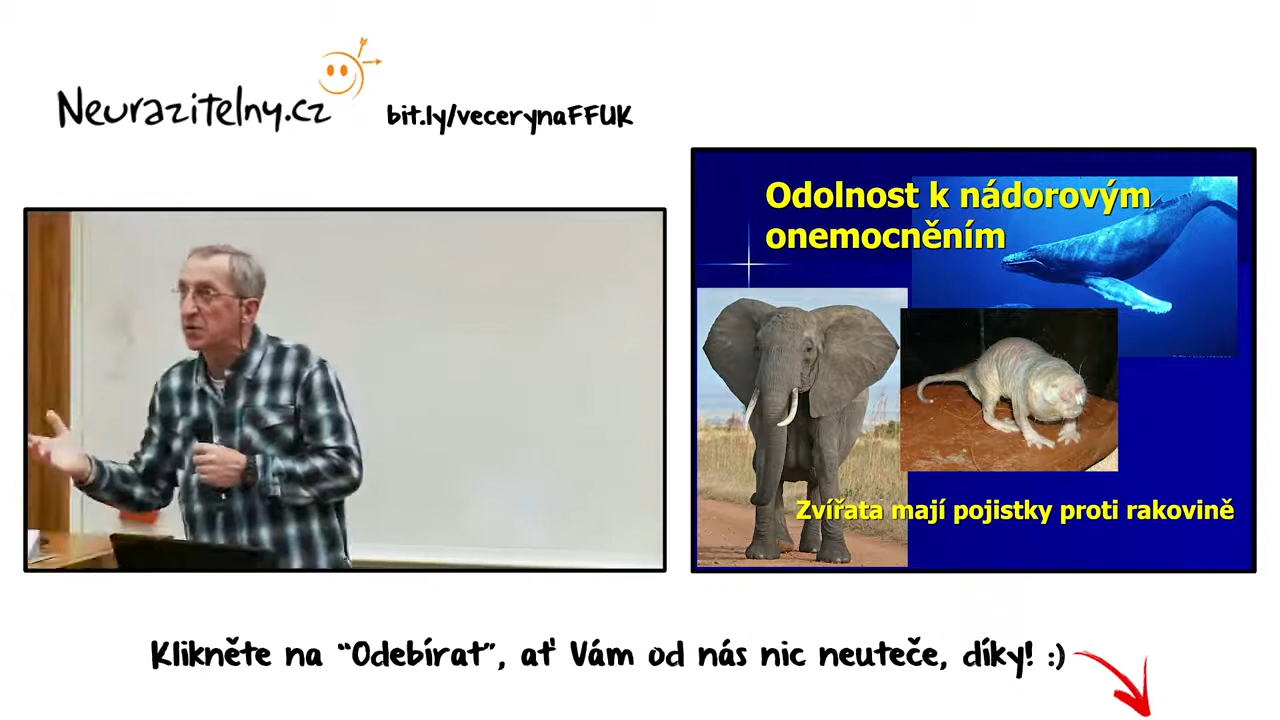 Neurazitelny.cz
bit.ly/vecerynaFFUK
Odolnost k nádorovým
onemocněním
Zvířata mají pojistky proti rakovině
Klikněte na “Odebírat”, ať Vám od nás nic neuteče, díky! :)